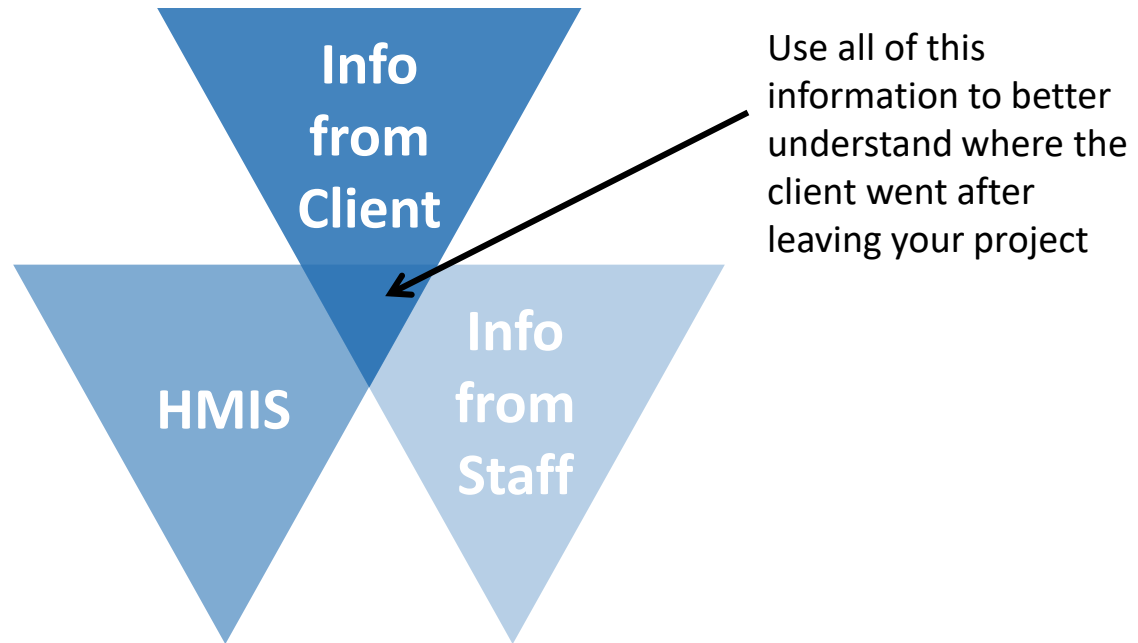 Info
from
Client
Use all of this
information to better
understand where the
client went after
leaving your project
HMIS
Info
from
Staff